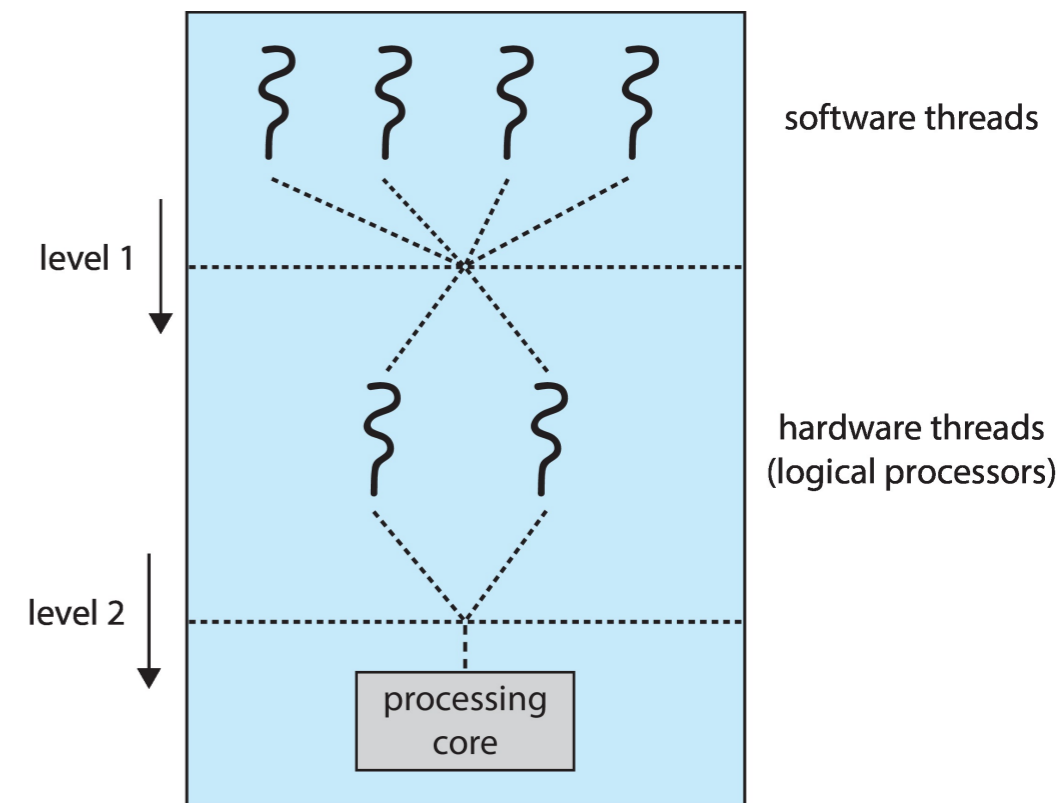 software threads
level 1
hardware threads
(logical processors)
level 2
processing
core